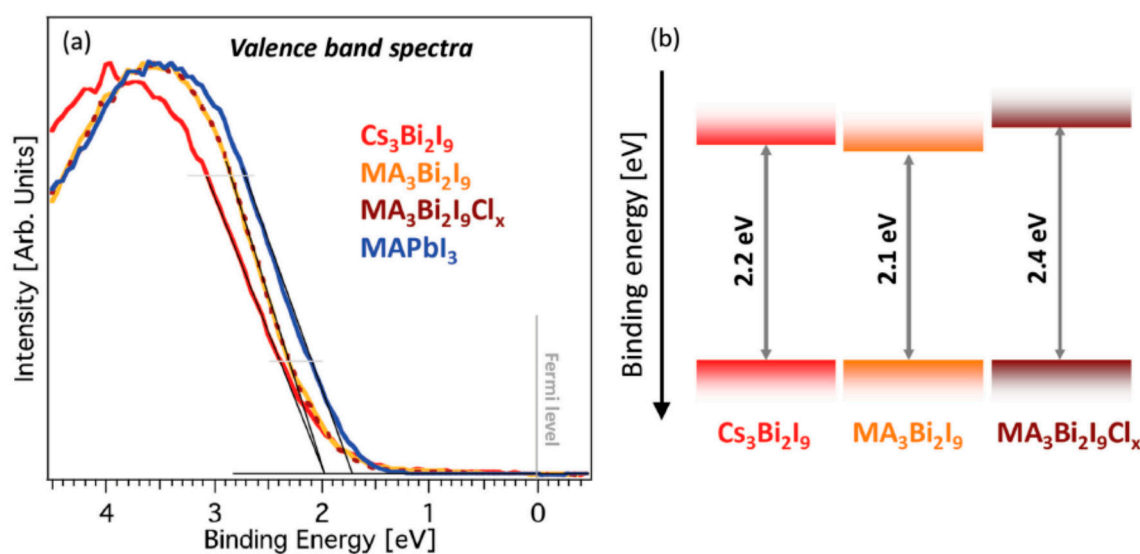 (a)
Valence band spectra
Cs₃Bi₂I₉
MA₃Bi₂I₉
MA₃Bi₂I₉Clₓ
MAPbI₃
Fermi level
Intensity [Arb. Units]
4 3 2 1 0
Binding Energy [eV]
(b)
Binding energy [eV]
2.2 eV
2.1 eV
2.4 eV
Cs₃Bi₂I₉
MA₃Bi₂I₉
MA₃Bi₂I₉Clₓ